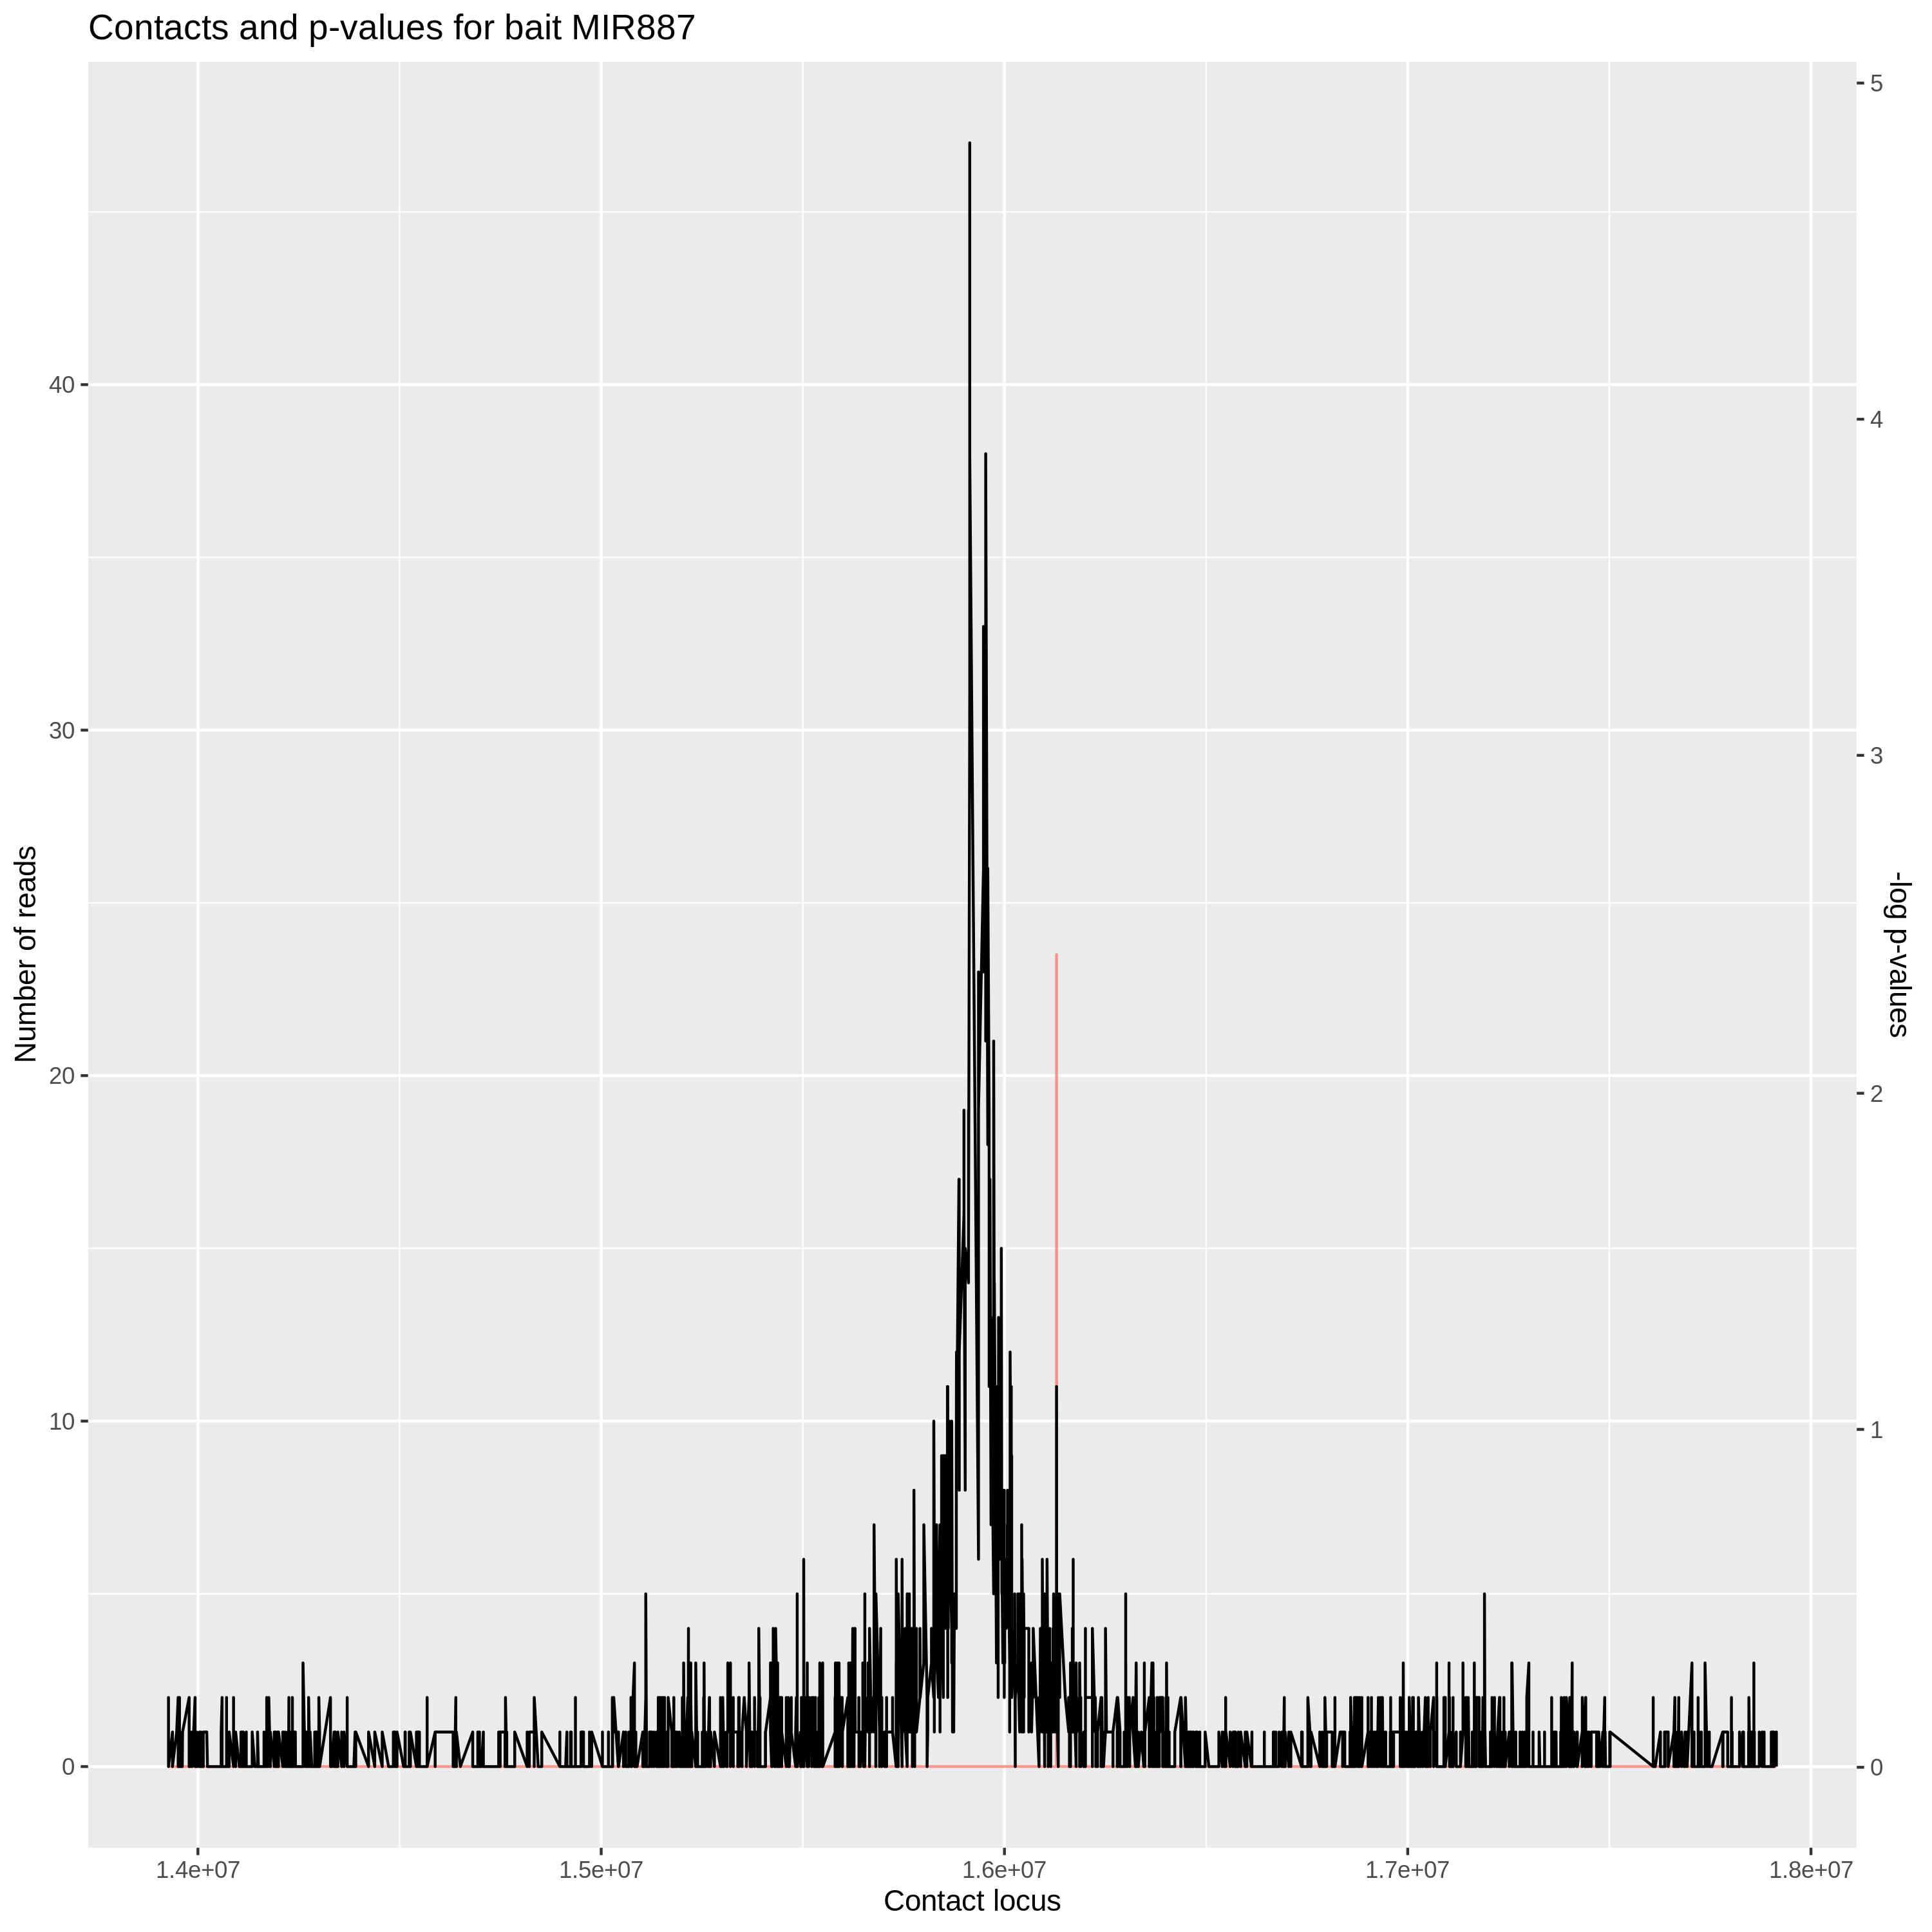 Contacts and p-values for bait MIR887
Number of reads
40
30
20
10
0
5
4
3
2
1
0
-log p-values
1.4e+07 1.5e+07 1.6e+07 1.7e+07 1.8e+07
Contact locus